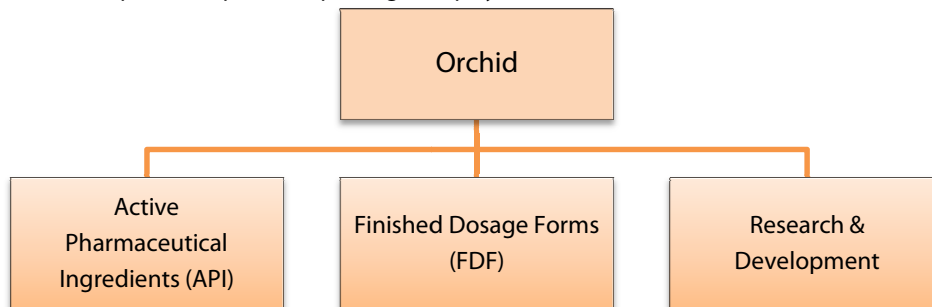 Orchid
Active
Pharmaceutical
Ingredients (API)
Finished Dosage Forms
(FDF)
Research &
Development